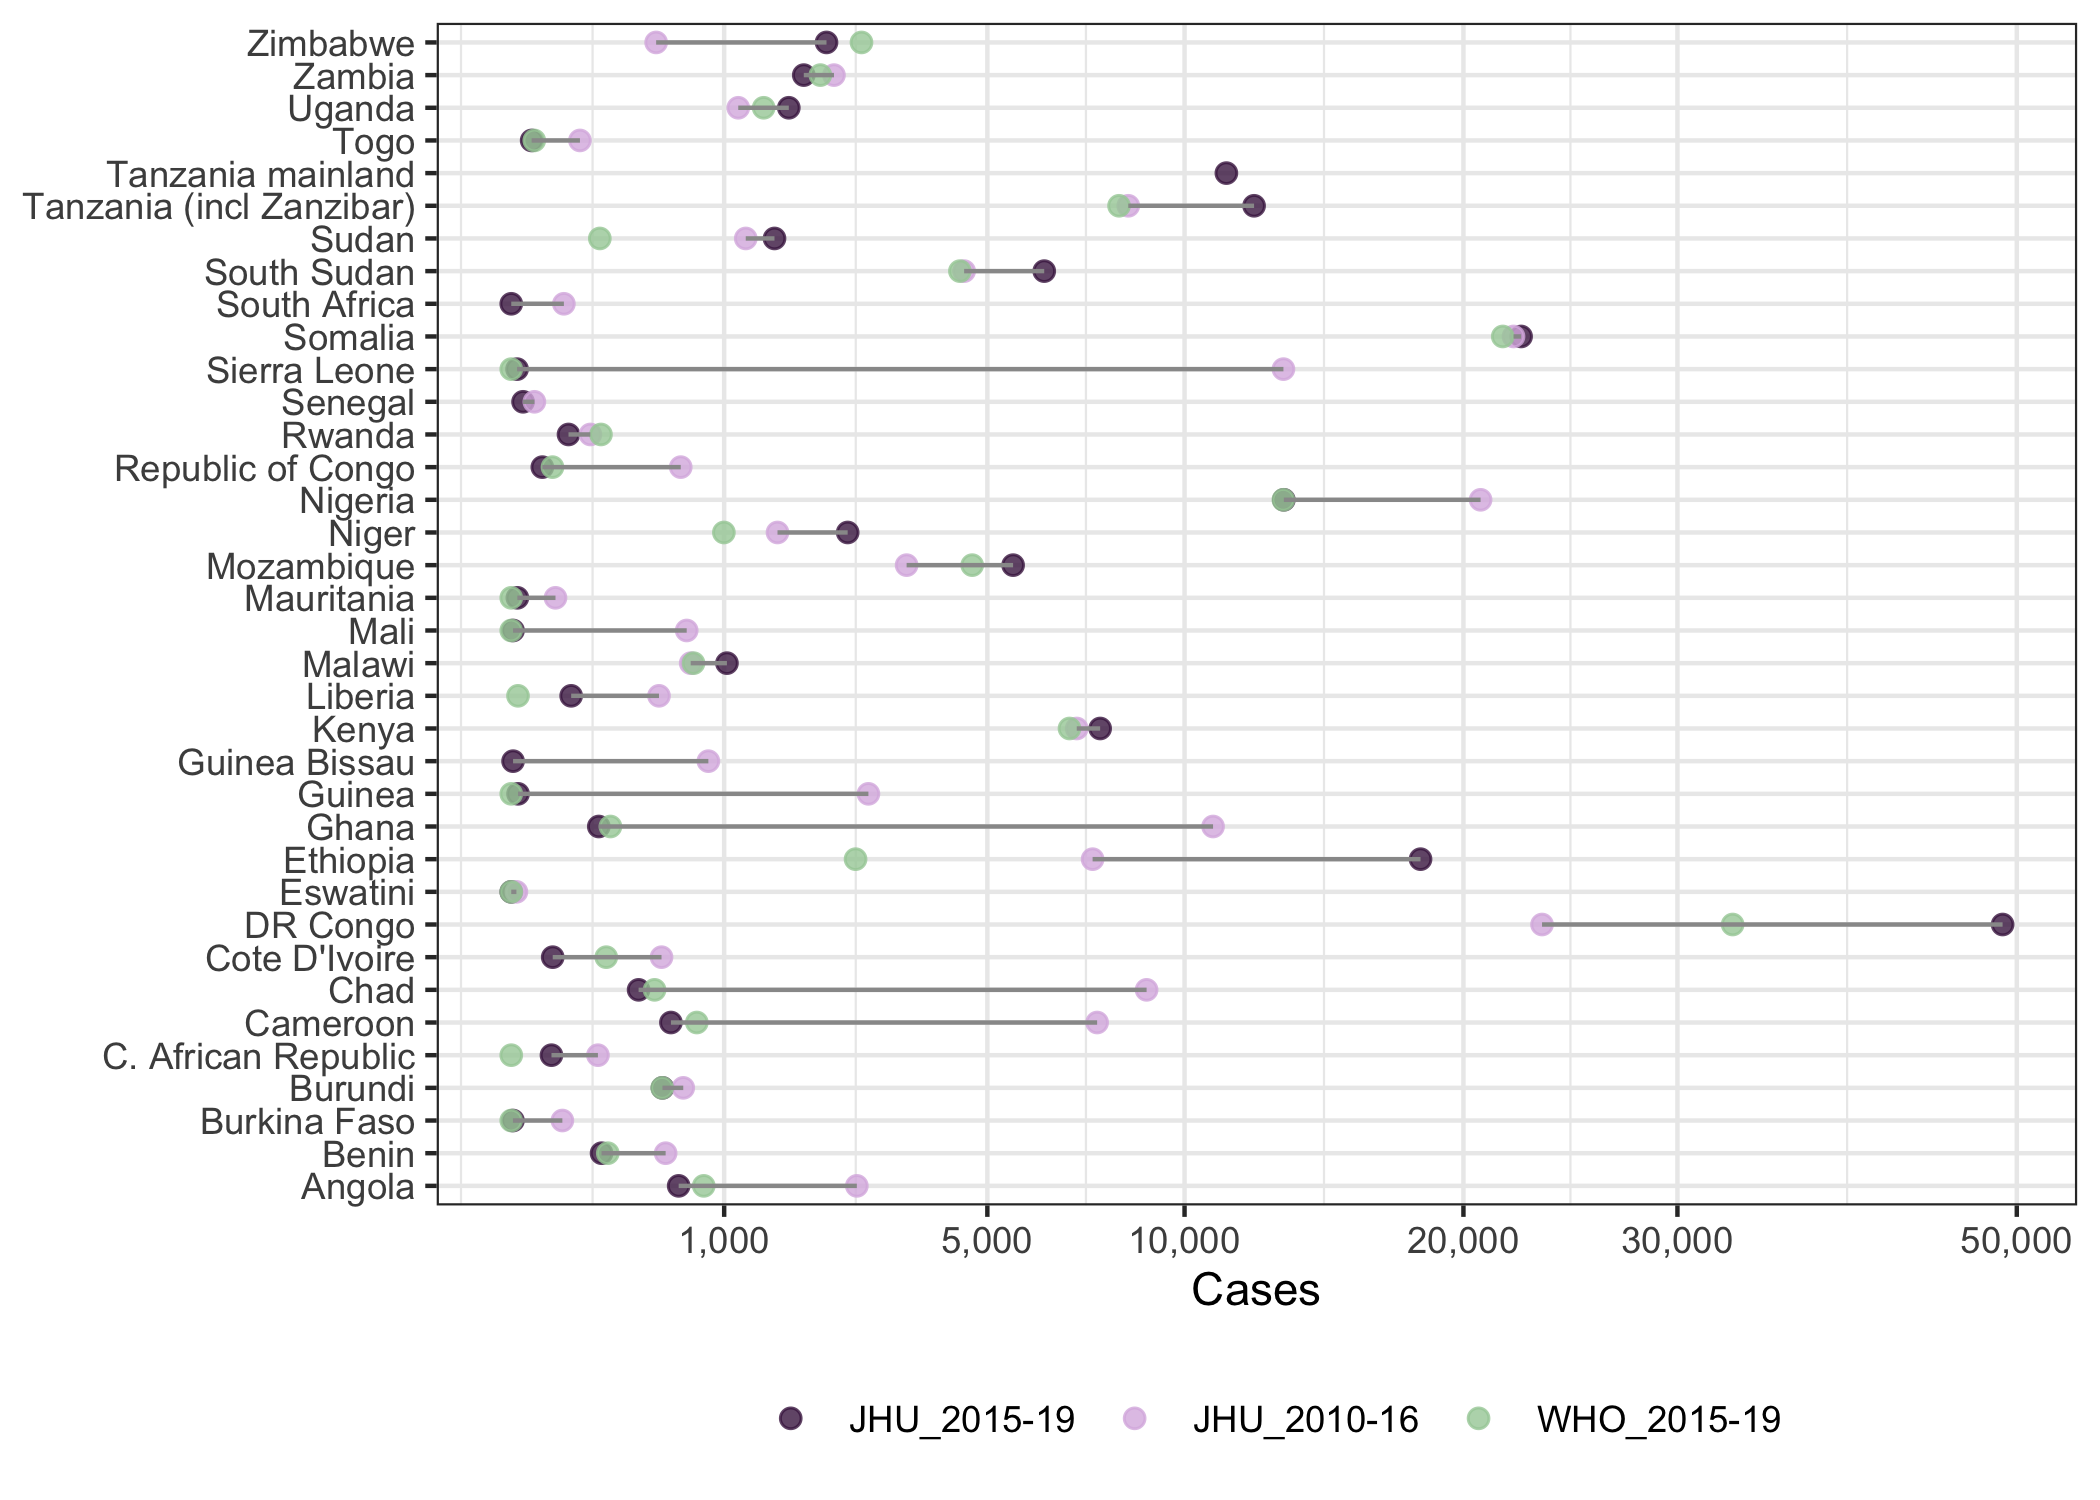 Zimbabwe
Zambia
Uganda
Togo
Tanzania mainland
Tanzania (incl Zanzibar)
Sudan
South Sudan
South Africa
Somalia
Sierra Leone
Senegal
Rwanda
Republic of Congo
Nigeria
Niger
Mozambique
Mauritania
Mali
Malawi
Liberia
Kenya
Guinea Bissau
Guinea
Ghana
Ethiopia
Eswatini
DR Congo
Cote D'Ivoire
Chad
Cameroon
C. African Republic
Burundi
Burkina Faso
Benin
Angola
1,000 5,000 10,000 20,000 30,000 50,000
Cases
JHU_2015-19 JHU_2010-16 WHO_2015-19